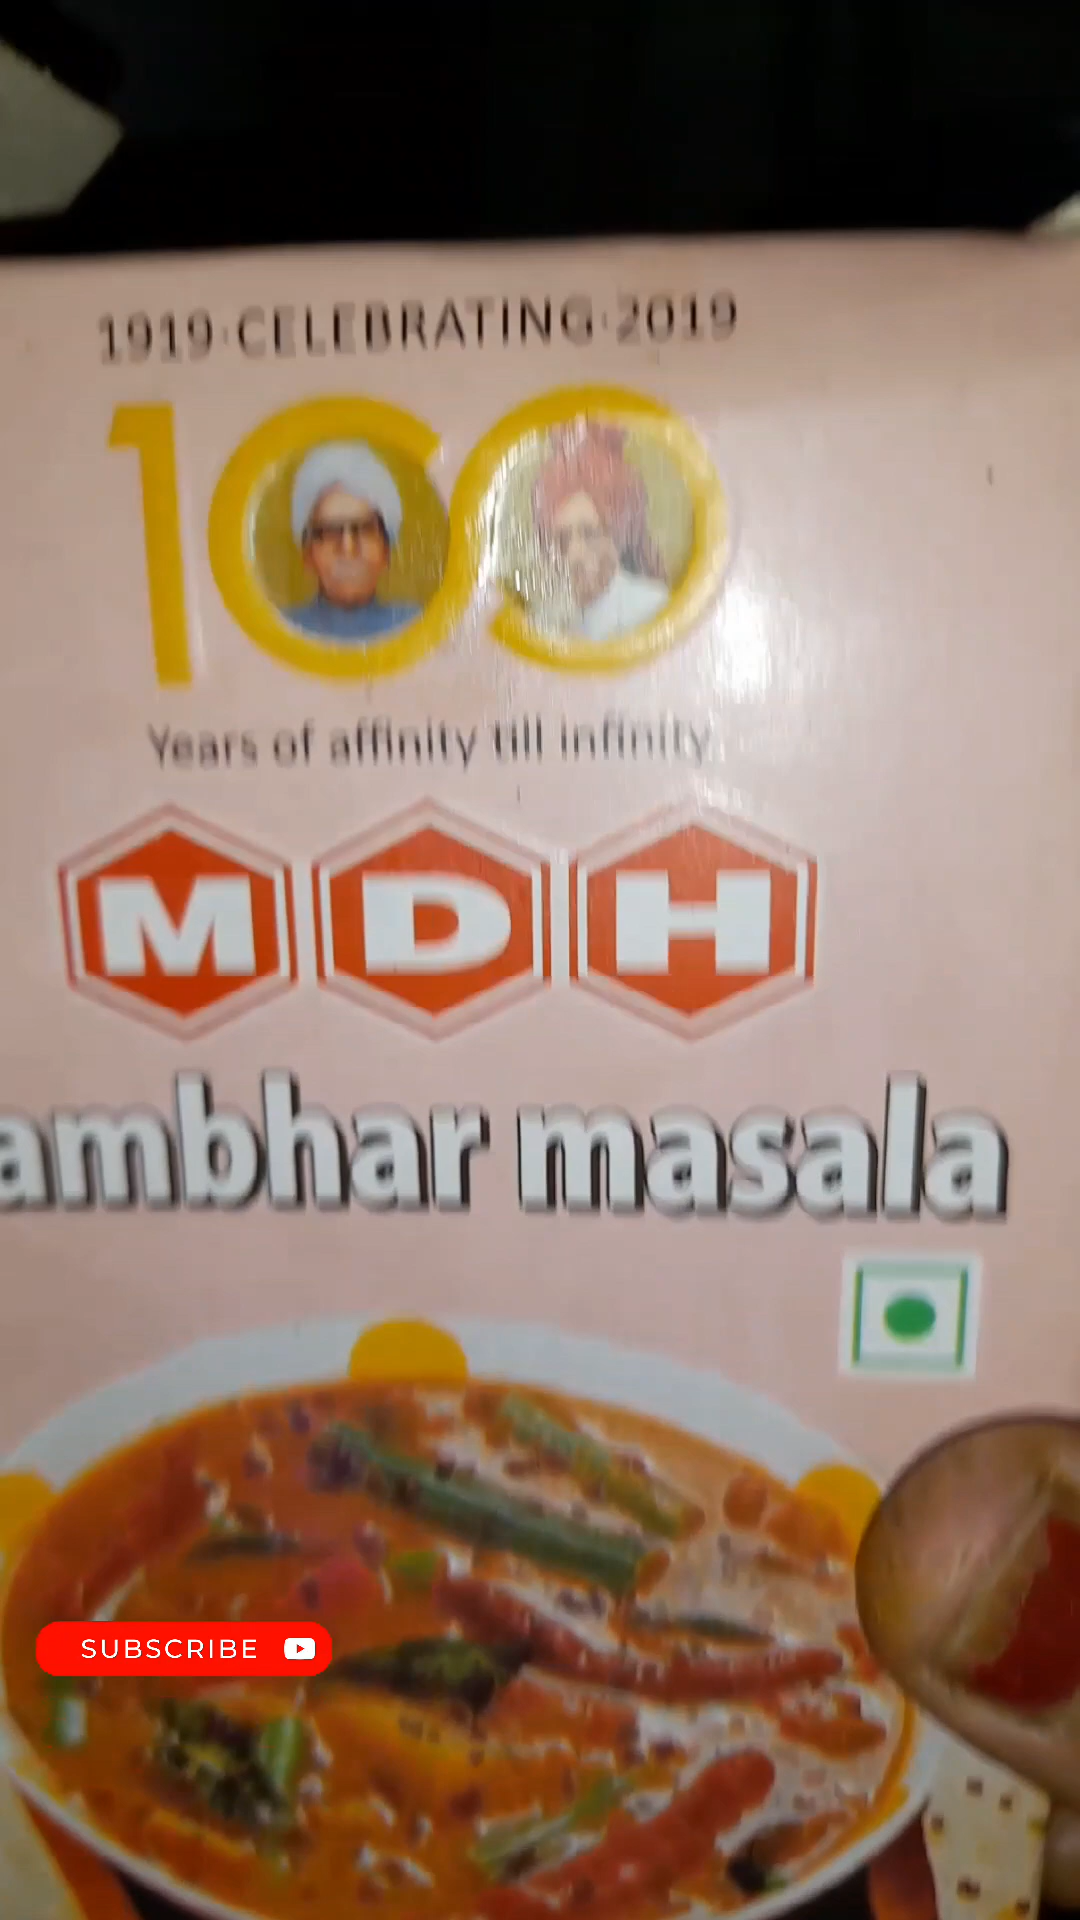 1919·CELEBRATING·2019
100
Years of affinity till infinity
MDH
ambhar masala
SUBSCRIBE